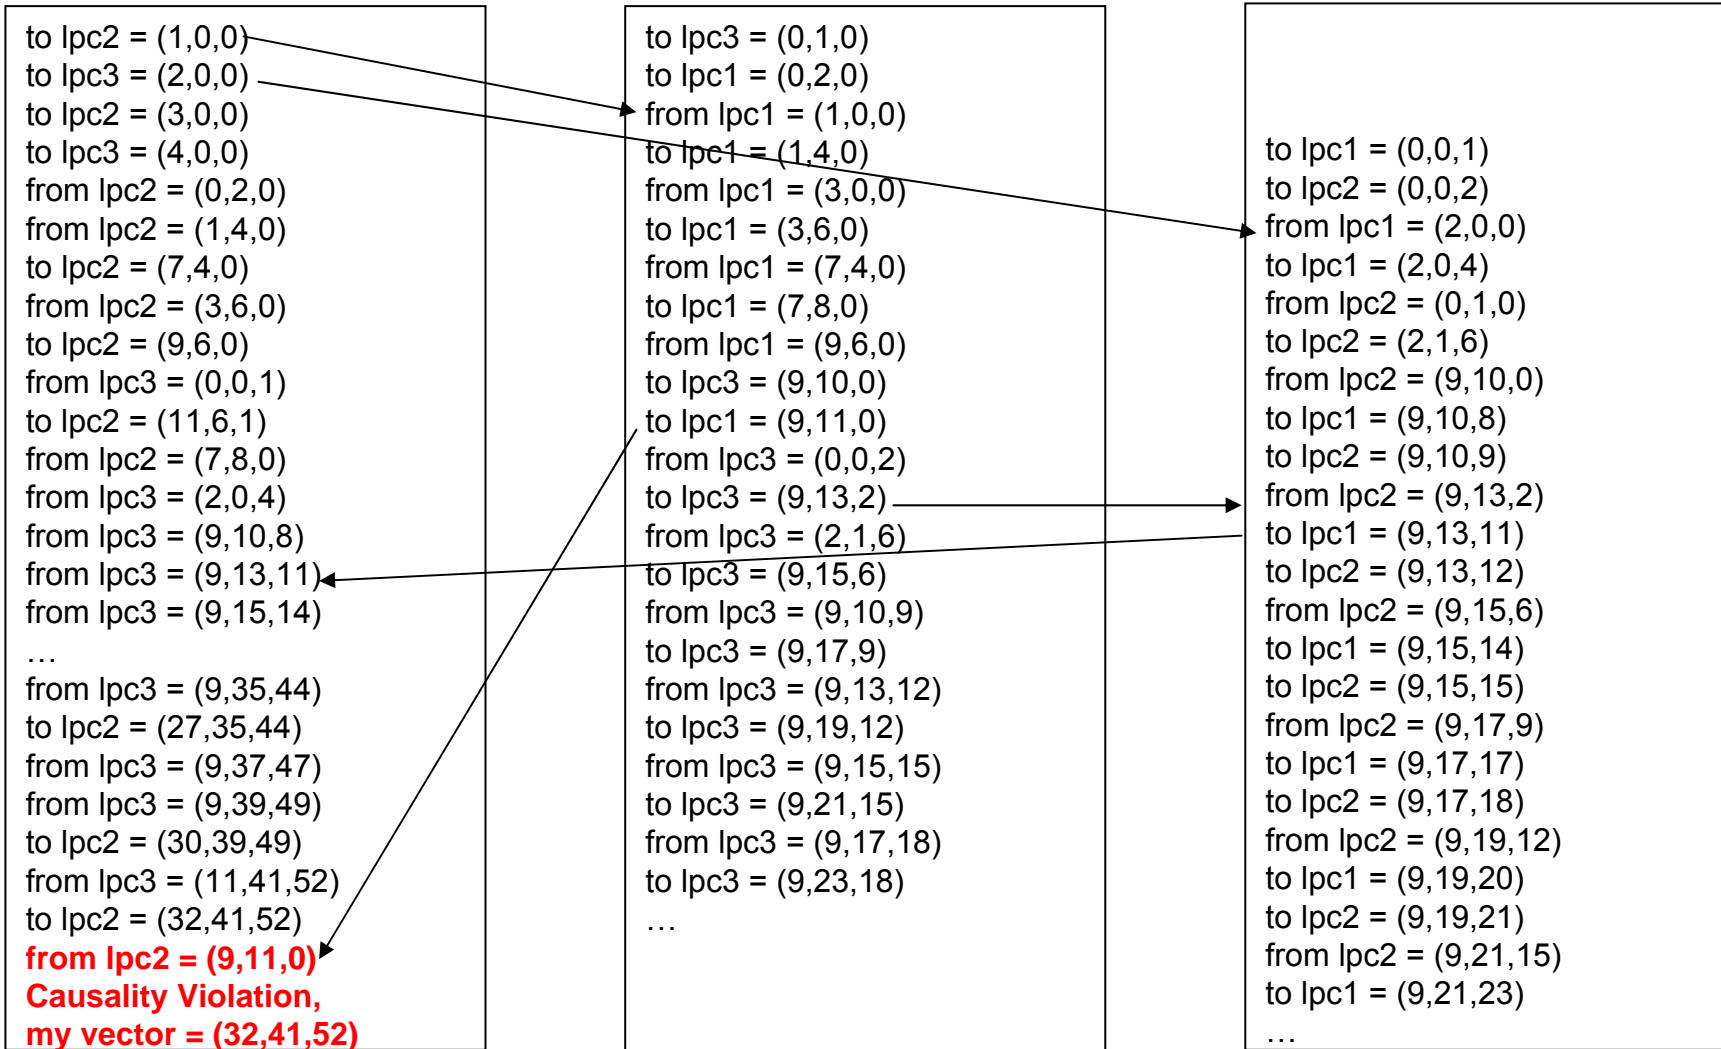 to lpc2 = (1,0,0)
to lpc3 = (2,0,0)
to lpc2 = (3,0,0)
to lpc3 = (4,0,0)
from lpc2 = (0,2,0)
from lpc2 = (1,4,0)
to lpc2 = (7,4,0)
from lpc2 = (3,6,0)
to lpc2 = (9,6,0)
from lpc3 = (0,0,1)
to lpc2 = (11,6,1)
from lpc2 = (7,8,0)
from lpc3 = (2,0,4)
from lpc3 = (9,10,8)
from lpc3 = (9,13,11)
from lpc3 = (9,15,14)
…
from lpc3 = (9,35,44)
to lpc2 = (27,35,44)
from lpc3 = (9,37,47)
from lpc3 = (9,39,49)
to lpc2 = (30,39,49)
from lpc3 = (11,41,52)
to lpc2 = (32,41,52)
from lpc2 = (9,11,0)
Causality Violation,
my vector = (32,41,52)
to lpc3 = (0,1,0)
to lpc1 = (0,2,0)
from lpc1 = (1,0,0)
to lpc1 = (1,4,0)
from lpc1 = (3,0,0)
to lpc1 = (3,6,0)
from lpc1 = (7,4,0)
to lpc1 = (7,8,0)
from lpc1 = (9,6,0)
to lpc3 = (9,10,0)
to lpc1 = (9,11,0)
from lpc3 = (0,0,2)
to lpc3 = (9,13,2)
from lpc3 = (2,1,6)
to lpc3 = (9,15,6)
from lpc3 = (9,10,9)
to lpc3 = (9,17,9)
from lpc3 = (9,13,12)
to lpc3 = (9,19,12)
from lpc3 = (9,15,15)
to lpc3 = (9,21,15)
from lpc3 = (9,17,18)
to lpc3 = (9,23,18)
…
to lpc1 = (0,0,1)
to lpc2 = (0,0,2)
from lpc1 = (2,0,0)
to lpc1 = (2,0,4)
from lpc2 = (0,1,0)
to lpc2 = (2,1,6)
from lpc2 = (9,10,0)
to lpc1 = (9,10,8)
to lpc2 = (9,10,9)
from lpc2 = (9,13,2)
to lpc1 = (9,13,11)
to lpc2 = (9,13,12)
from lpc2 = (9,15,6)
to lpc1 = (9,15,14)
to lpc2 = (9,15,15)
from lpc2 = (9,17,9)
to lpc1 = (9,17,17)
to lpc2 = (9,17,18)
from lpc2 = (9,19,12)
to lpc1 = (9,19,20)
to lpc2 = (9,19,21)
from lpc2 = (9,21,15)
to lpc1 = (9,21,23)
…